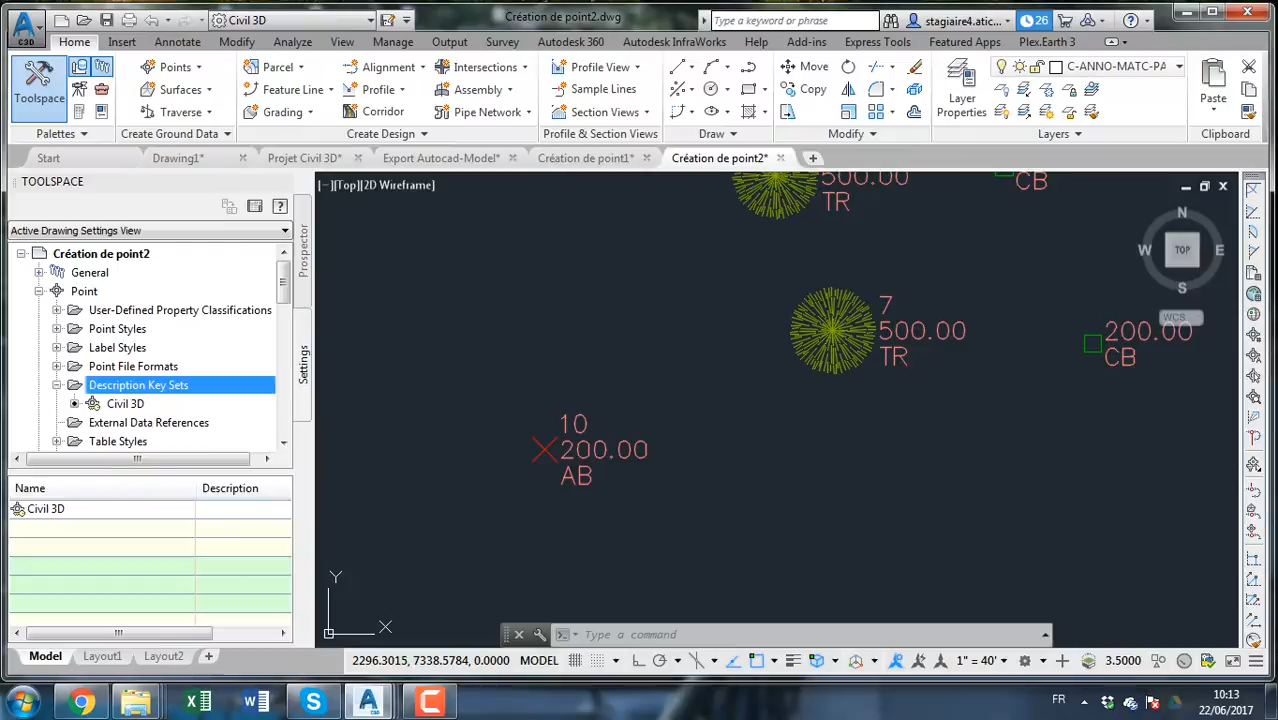 Civil 3D
Création de point2.dwg
Type a keyword or phrase
stagiaire4.atic...
26
C3D
Home
Insert
Annotate
Modify
Analyze
View
Manage
Output
Survey
Autodesk 360
Autodesk InfraWorks
Help
Add-ins
Express Tools
Featured Apps
Plex.Earth 3
Toolspace
Palettes
Points
Surfaces
Traverse
Create Ground Data
Parcel
Feature Line
Grading
Alignment
Profile
Corridor
Intersections
Assembly
Pipe Network
Create Design
Profile View
Sample Lines
Section Views
Profile & Section Views
Draw
Move
Copy
Modify
Layer
Properties
C-ANNO-MATC-PA
Layers
Paste
Clipboard
Start
Drawing1*
Projet Civil 3D*
Export Autocad-Model*
Création de point1*
Création de point2*
TOOLSPACE
Active Drawing Settings View
Création de point2
General
Point
User-Defined Property Classifications
Point Styles
Label Styles
Point File Formats
Description Key Sets
Civil 3D
External Data References
Table Styles
Name
Description
Civil 3D
Prospector
Settings
[−][Top][2D Wireframe]
500.00
TR
CB
7
500.00
TR
200.00
CB
10
200.00
AB
N
W
TOP
E
S
WCS
Y
X
Type a command
Model
Layout1
Layout2
2296.3015, 7338.5784, 0.0000
MODEL
1" = 40'
3.5000
FR
10:13
22/06/2017